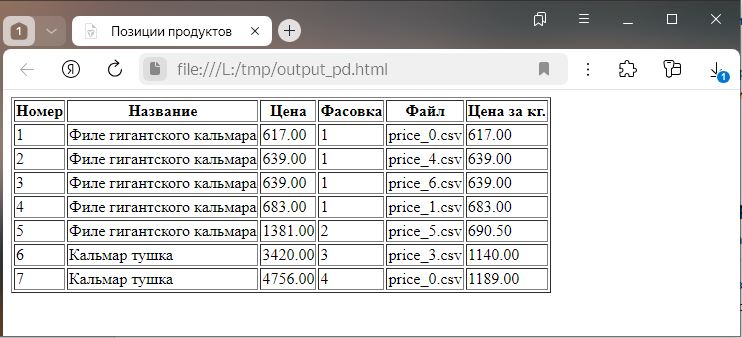 1
Позиции продуктов
file:///L:/tmp/output_pd.html
1
Номер Название Цена Фасовка Файл Цена за кг.
1 Филе гигантского кальмара 617.00 1 price_0.csv 617.00
2 Филе гигантского кальмара 639.00 1 price_4.csv 639.00
3 Филе гигантского кальмара 639.00 1 price_6.csv 639.00
4 Филе гигантского кальмара 683.00 1 price_1.csv 683.00
5 Филе гигантского кальмара 1381.00 2 price_5.csv 690.50
6 Кальмар тушка 3420.00 3 price_3.csv 1140.00
7 Кальмар тушка 4756.00 4 price_0.csv 1189.00